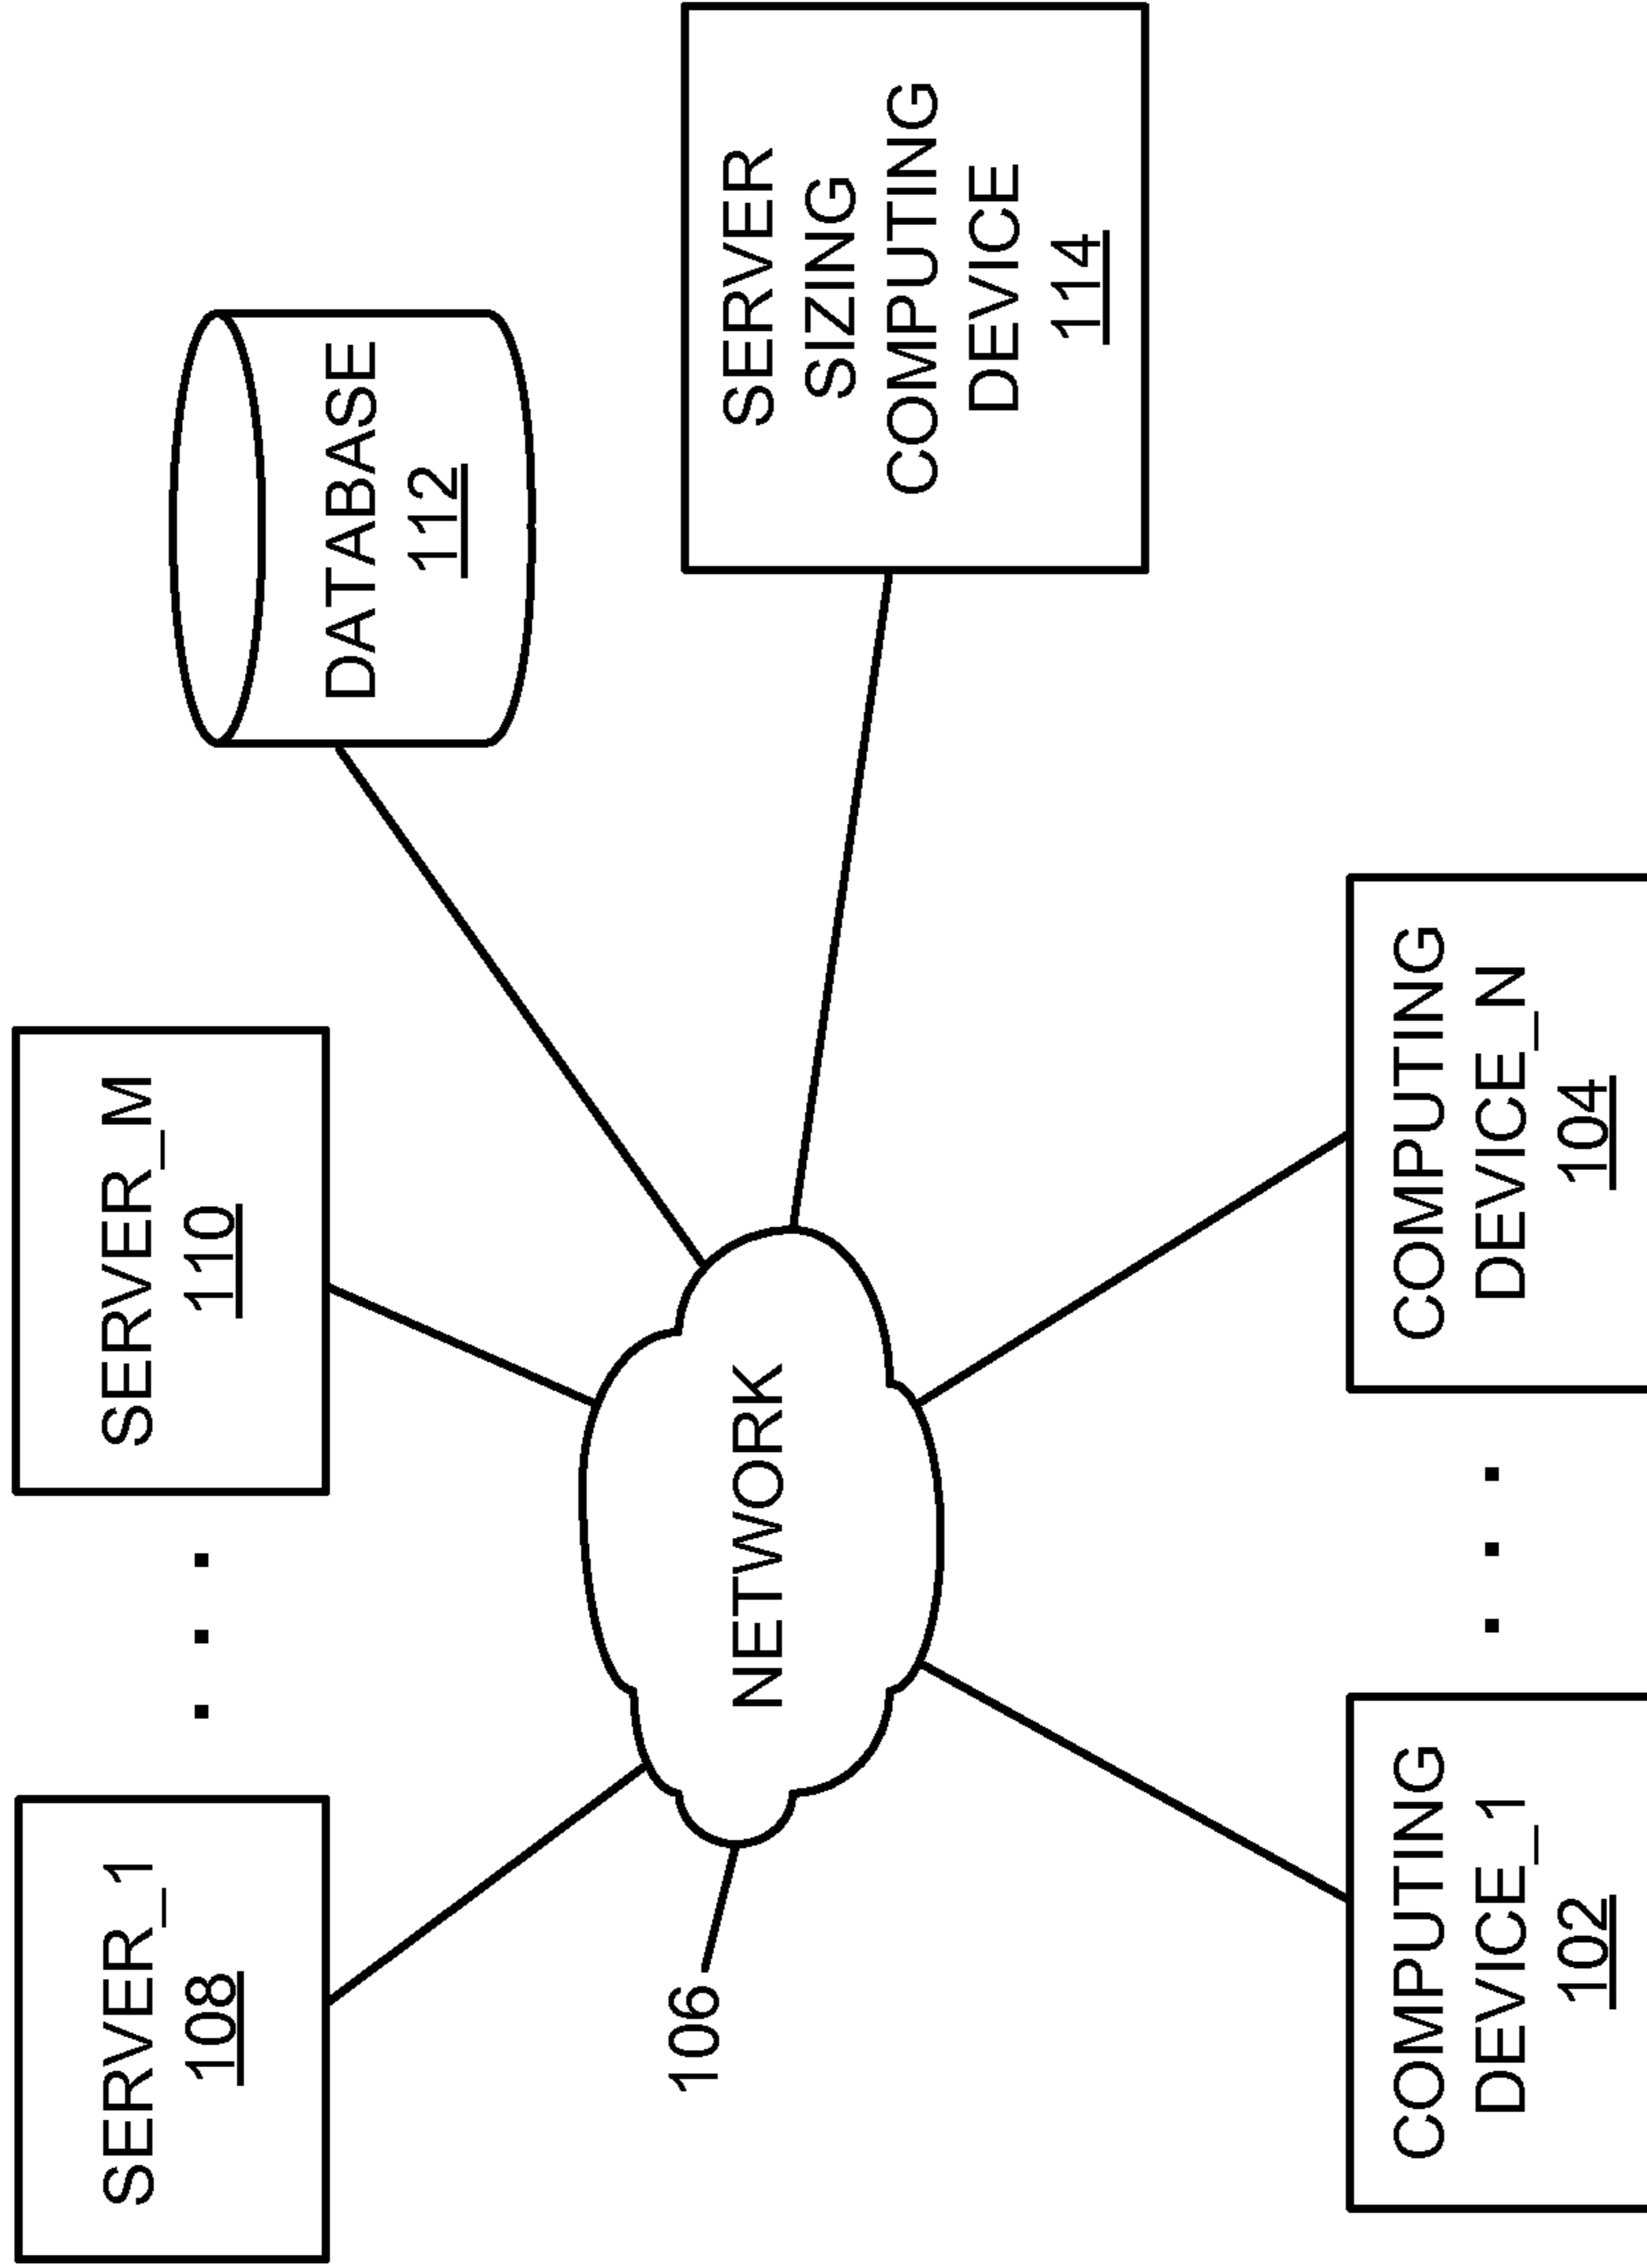 SERVER_1
108
SERVER_M
110
DATABASE
112
NETWORK
106
SERVER
SIZING
COMPUTING
DEVICE
114
COMPUTING
DEVICE_1
102
COMPUTING
DEVICE_N
104